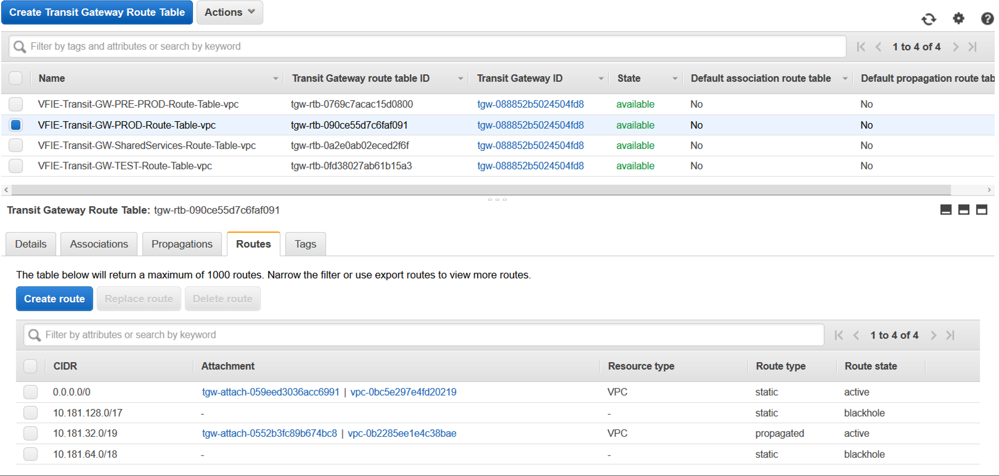 Create Transit Gateway Route Table Actions
Filter by tags and attributes or search by keyword 1 to 4 of 4
Name Transit Gateway route table ID Transit Gateway ID State Default association route table Default propagation route tab
VFIE-Transit-GW-PRE-PROD-Route-Table-vpc tgw-rtb-0769c7acac15d0800 tgw-088852b5024504fd8 available No No
VFIE-Transit-GW-PROD-Route-Table-vpc tgw-rtb-090ce55d7c6faf091 tgw-088852b5024504fd8 available No No
VFIE-Transit-GW-SharedServices-Route-Table-vpc tgw-rtb-0a2e0ab02eced2f6f tgw-088852b5024504fd8 available No No
VFIE-Transit-GW-TEST-Route-Table-vpc tgw-rtb-0fd38027ab61b15a3 tgw-088852b5024504fd8 available No No
Transit Gateway Route Table: tgw-rtb-090ce55d7c6faf091
Details Associations Propagations Routes Tags
The table below will return a maximum of 1000 routes. Narrow the filter or use export routes to view more routes.
Create route Replace route Delete route
Filter by attributes or search by keyword 1 to 4 of 4
CIDR Attachment Resource type Route type Route state
0.0.0.0/0 tgw-attach-059eed3036acc6991 | vpc-0bc5e297e4fd20219 VPC static active
10.181.128.0/17 - - static blackhole
10.181.32.0/19 tgw-attach-0552b3fc89b674bc8 | vpc-0b2285ee1e4c38bae VPC propagated active
10.181.64.0/18 - - static blackhole